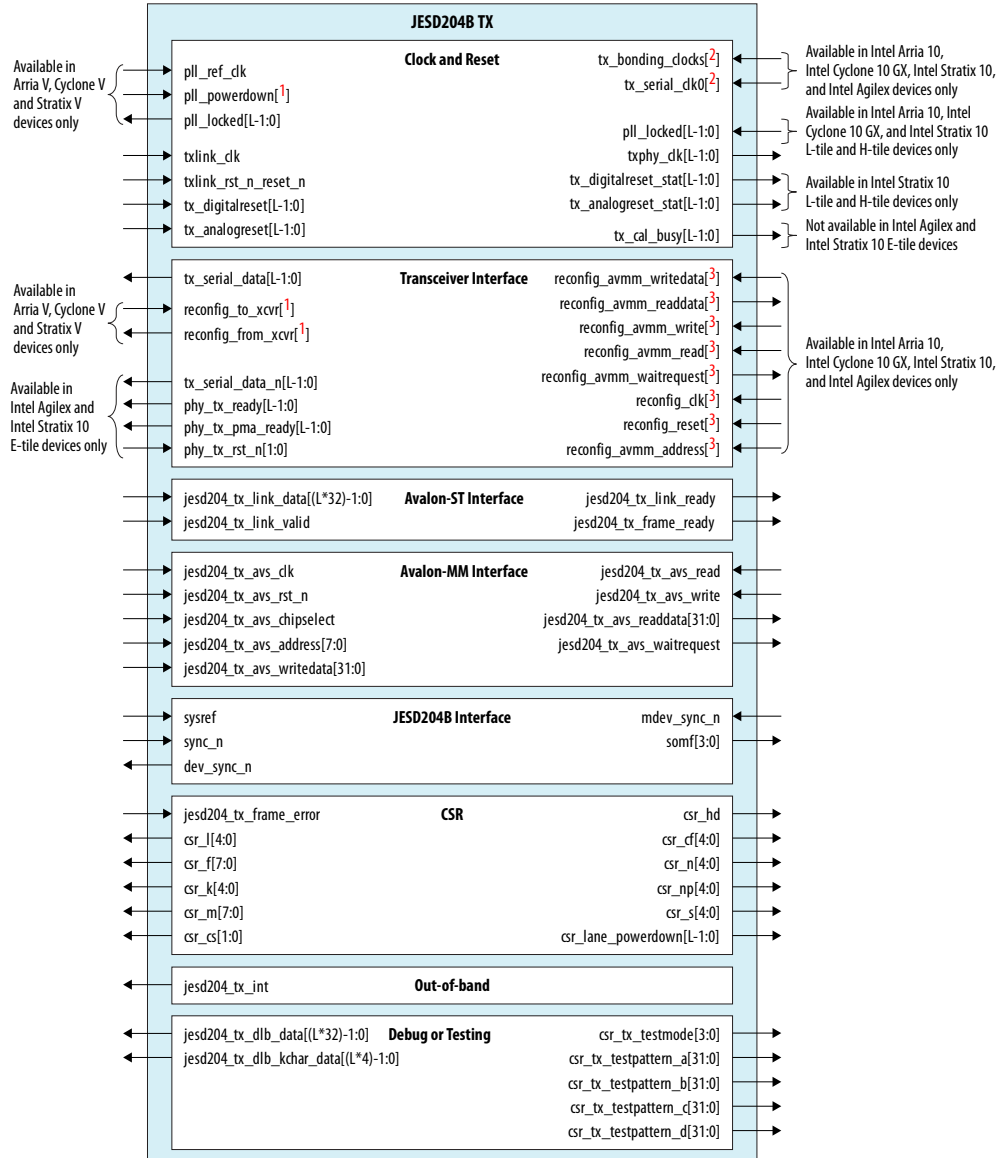 JESD204B TX
Clock and Reset
Available in
Arria V, Cyclone V
and Stratix V
devices only
pll_ref_clk
pll_powerdown[1]
pll_locked[L-1:0]
txlink_clk
txlink_rst_n_reset_n
tx_digitalreset[L-1:0]
tx_analogreset[L-1:0]
tx_bonding_clocks[2]
tx_serial_clk0[2]
pll_locked[L-1:0]
txphy_clk[L-1:0]
tx_digitalreset_stat[L-1:0]
tx_analogreset_stat[L-1:0]
tx_cal_busy[L-1:0]
Available in Intel Arria 10,
Intel Cyclone 10 GX, Intel Stratix 10,
and Intel Agilex devices only
Available in Intel Arria 10, Intel
Cyclone 10 GX, and Intel Stratix 10
L-tile and H-tile devices only
Available in Intel Stratix 10
L-tile and H-tile devices only
Not available in Intel Agilex and
Intel Stratix 10 E-tile devices
Transceiver Interface
tx_serial_data[L-1:0]
Available in
Arria V, Cyclone V
and Stratix V
devices only
reconfig_to_xcvr[1]
reconfig_from_xcvr[1]
Available in
Intel Agilex and
Intel Stratix 10
E-tile devices only
tx_serial_data_n[L-1:0]
phy_tx_ready[L-1:0]
phy_tx_pma_ready[L-1:0]
phy_tx_rst_n[1:0]
reconfig_avmm_writedata[3]
reconfig_avmm_readdata[3]
reconfig_avmm_write[3]
reconfig_avmm_read[3]
reconfig_avmm_waitrequest[3]
reconfig_clk[3]
reconfig_reset[3]
reconfig_avmm_address[3]
Available in Intel Arria 10,
Intel Cyclone 10 GX, Intel Stratix 10,
and Intel Agilex devices only
Avalon-ST Interface
jesd204_tx_link_data[(L*32)-1:0]
jesd204_tx_link_valid
jesd204_tx_link_ready
jesd204_tx_frame_ready
Avalon-MM Interface
jesd204_tx_avs_clk
jesd204_tx_avs_rst_n
jesd204_tx_avs_chipselect
jesd204_tx_avs_address[7:0]
jesd204_tx_avs_writedata[31:0]
jesd204_tx_avs_read
jesd204_tx_avs_write
jesd204_tx_avs_readdata[31:0]
jesd204_tx_avs_waitrequest
JESD204B Interface
sysref
sync_n
dev_sync_n
mdev_sync_n
somf[3:0]
CSR
jesd204_tx_frame_error
csr_l[4:0]
csr_f[7:0]
csr_k[4:0]
csr_m[7:0]
csr_cs[1:0]
csr_hd
csr_cf[4:0]
csr_n[4:0]
csr_np[4:0]
csr_s[4:0]
csr_lane_powerdown[L-1:0]
jesd204_tx_int
Out-of-band
Debug or Testing
jesd204_tx_dlb_data[(L*32)-1:0]
jesd204_tx_dlb_kchar_data[(L*4)-1:0]
csr_tx_testmode[3:0]
csr_tx_testpattern_a[31:0]
csr_tx_testpattern_b[31:0]
csr_tx_testpattern_c[31:0]
csr_tx_testpattern_d[31:0]